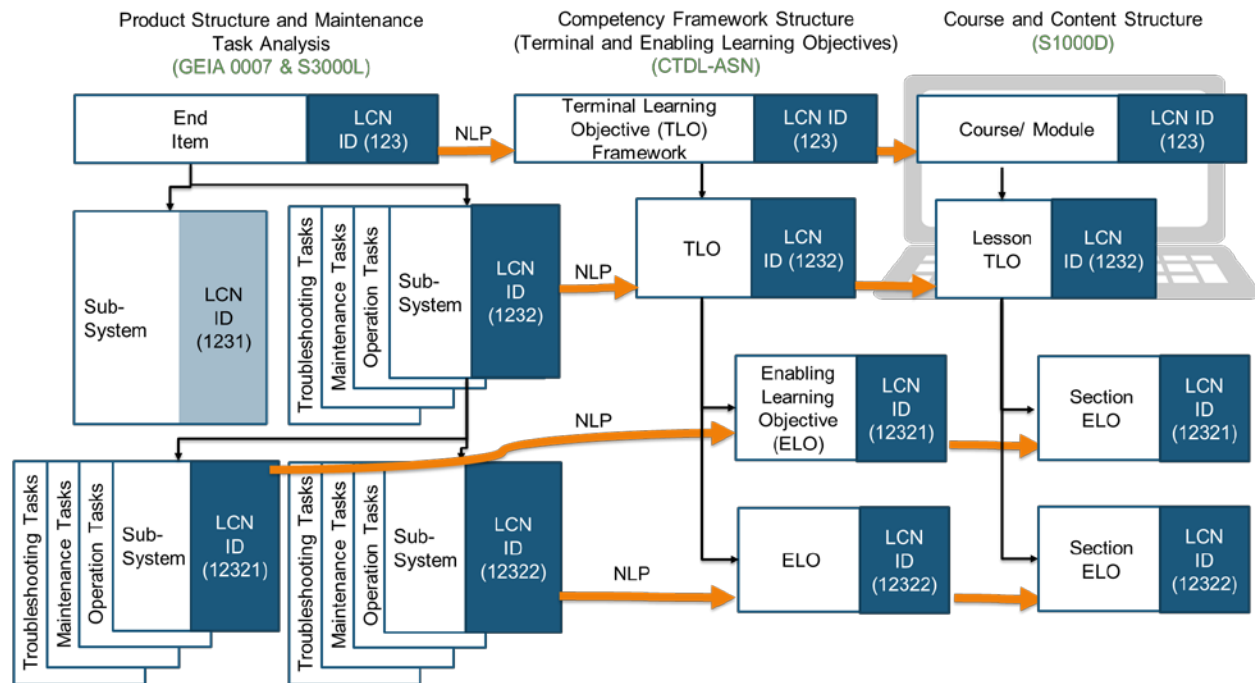 Product Structure and Maintenance
Task Analysis
(GEIA 0007 & S3000L)
Competency Framework Structure
(Terminal and Enabling Learning Objectives)
(CTDL-ASN)
Course and Content Structure
(S1000D)
End
Item
LCN
ID (123)
NLP
Terminal Learning
Objective (TLO)
Framework
LCN ID
(123)
Course/ Module
LCN ID
(123)
Sub-
System
LCN
ID
(1231)
Troubleshooting Tasks
Maintenance Tasks
Operation Tasks
Sub-
System
LCN
ID
(1232)
NLP
TLO
LCN
ID (1232)
Lesson
TLO
LCN
ID (1232)
Troubleshooting Tasks
Maintenance Tasks
Operation Tasks
Sub-
System
LCN
ID
(12321)
NLP
Enabling
Learning
Objective
(ELO)
LCN
ID
(12321)
Section
ELO
LCN
ID
(12321)
Troubleshooting Tasks
Maintenance Tasks
Operation Tasks
Sub-
System
LCN
ID
(12322)
NLP
ELO
LCN
ID
(12322)
Section
ELO
LCN
ID
(12322)